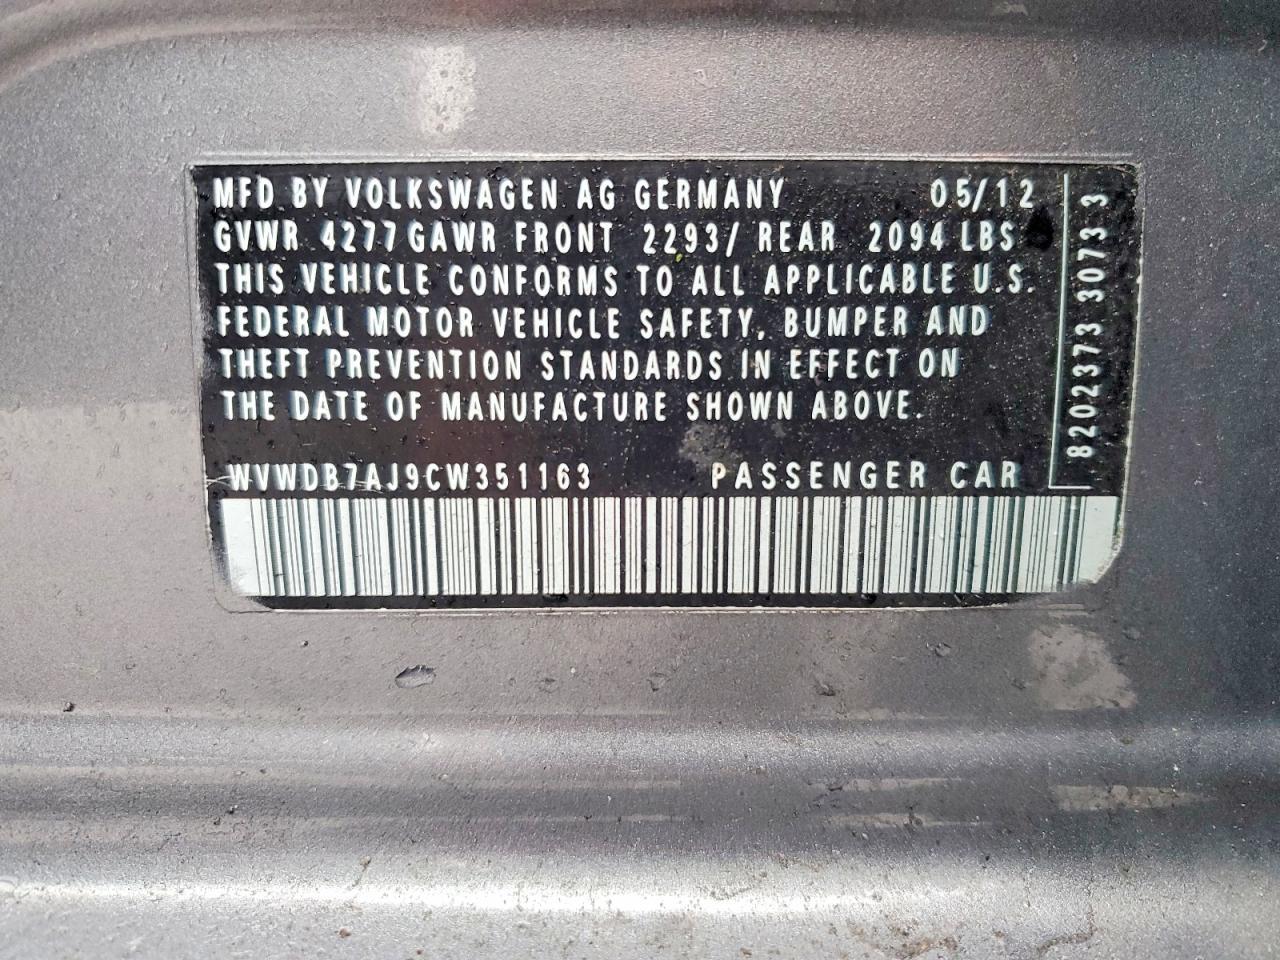 MFD BY VOLKSWAGEN AG GERMANY 05/12
GVWR 4277 GAWR FRONT 2293/ REAR 2094 LBS
THIS VEHICLE CONFORMS TO ALL APPLICABLE U.S.
FEDERAL MOTOR VEHICLE SAFETY, BUMPER AND
THEFT PREVENTION STANDARDS IN EFFECT ON
THE DATE OF MANUFACTURE SHOWN ABOVE.
WVWDB7AJ9CW351163 PASSENGER CAR
8202373 3073 3